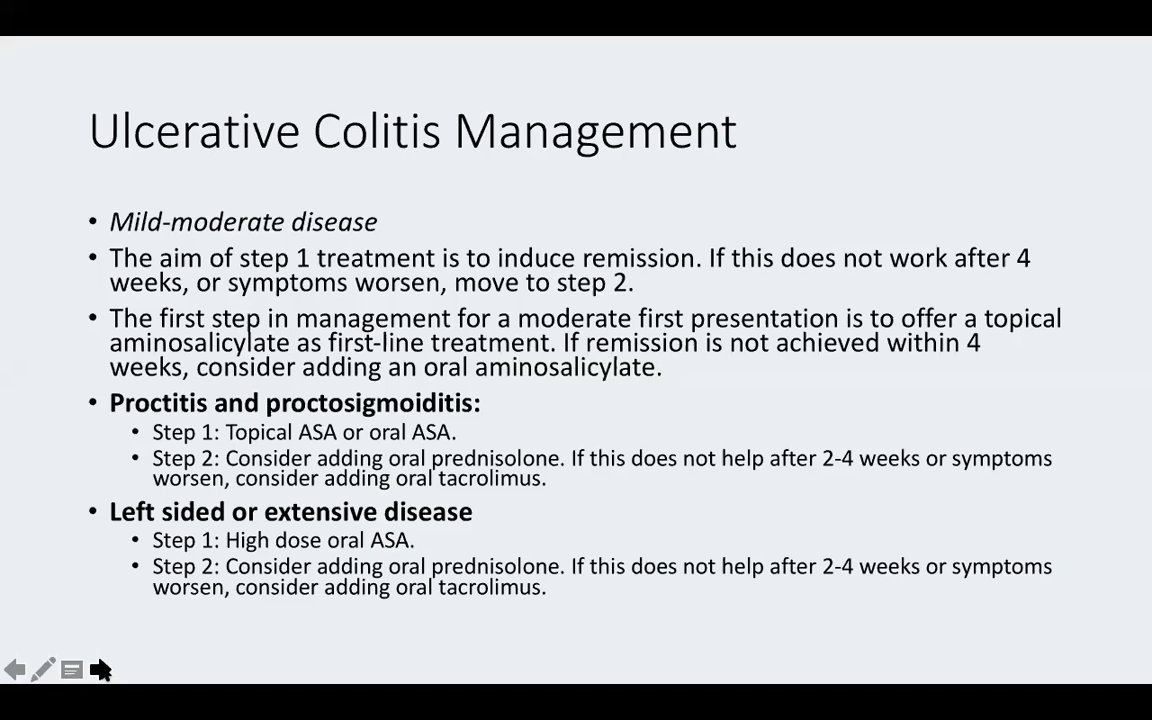 Ulcerative Colitis Management
• Mild-moderate disease
• The aim of step 1 treatment is to induce remission. If this does not work after 4
weeks, or symptoms worsen, move to step 2.
• The first step in management for a moderate first presentation is to offer a topical
aminosalicylate as first-line treatment. If remission is not achieved within 4
weeks, consider adding an oral aminosalicylate.
• Proctitis and proctosigmoiditis:
• Step 1: Topical ASA or oral ASA.
• Step 2: Consider adding oral prednisolone. If this does not help after 2-4 weeks or symptoms
worsen, consider adding oral tacrolimus.
• Left sided or extensive disease
• Step 1: High dose oral ASA.
• Step 2: Consider adding oral prednisolone. If this does not help after 2-4 weeks or symptoms
worsen, consider adding oral tacrolimus.